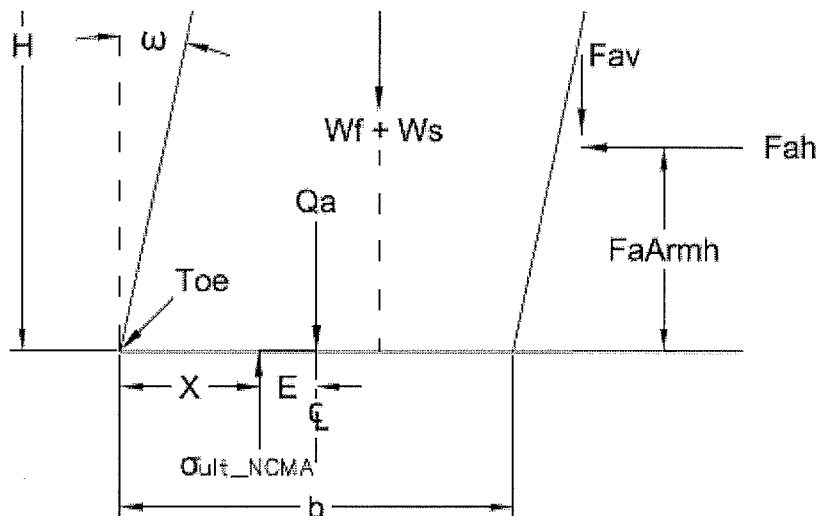 H
ω
Fav
Wf + Ws
Fah
Qa
FaArmh
Toe
X
E
℄
σult_NCMA
b